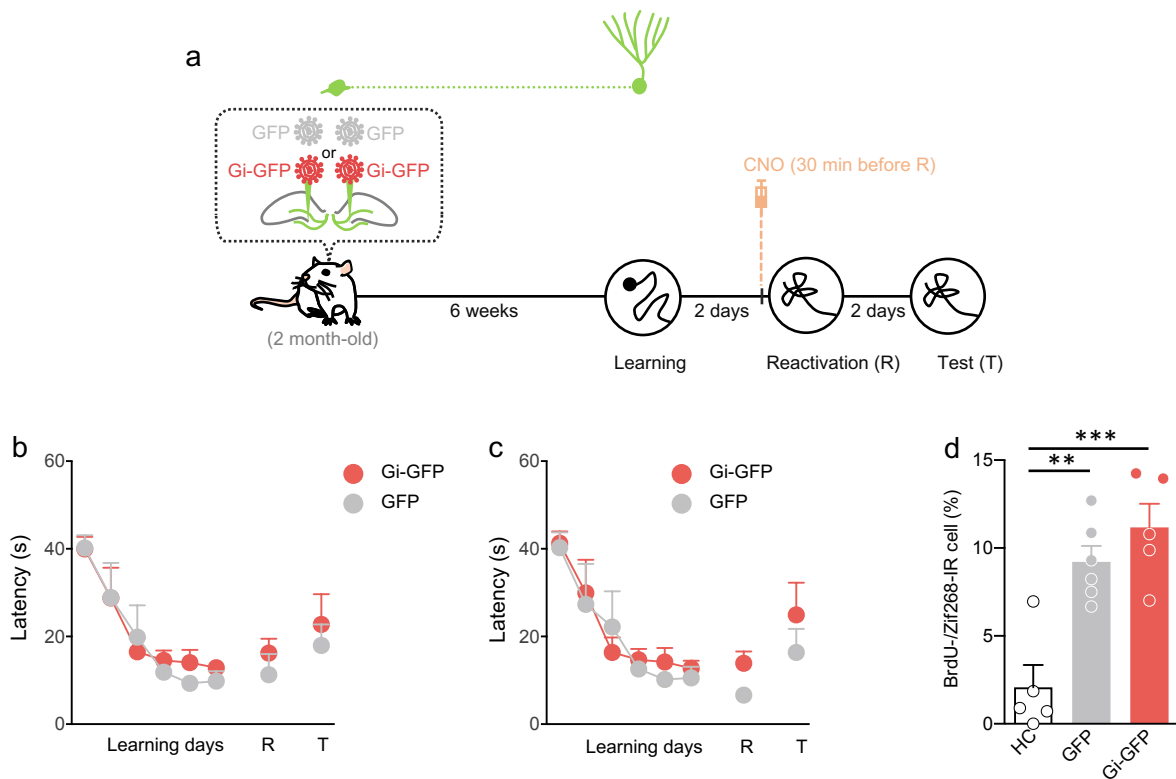 a
GFP GFP
or
Gi-GFP Gi-GFP
CNO (30 min before R)
6 weeks
2 days
2 days
(2 month-old)
Learning
Reactivation (R)
Test (T)
b
60
40
20
0
Latency (s)
Gi-GFP
GFP
Learning days R T
c
60
40
20
0
Latency (s)
Gi-GFP
GFP
Learning days R T
d
***
**
15
10
5
0
BrdU-/Zif268-IR cell (%)
HC
GFP
Gi-GFP